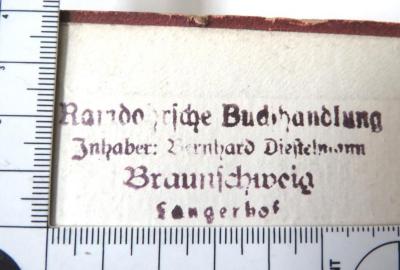 Ramdohrsche Buchhandlung
Inhaber: Bernhard Diestelmann
Braunschweig
Langerhof